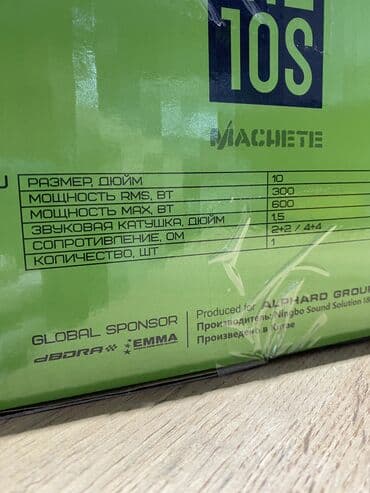 10S
MACHETE
РАЗМЕР, ДЮЙМ 10
МОЩНОСТЬ RMS, ВТ 300
МОЩНОСТЬ MAX, ВТ 600
ЗВУКОВАЯ КАТУШКА, ДЮЙМ 1,5
СОПРОТИВЛЕНИЕ, ОМ 2+2 / 4+4
КОЛИЧЕСТВО, ШТ 1
Produced for ALPHARD GROUP
Производитель: Ningbo Sound Solution
Произведено в Китае
GLOBAL SPONSOR
dBDRA EMMA